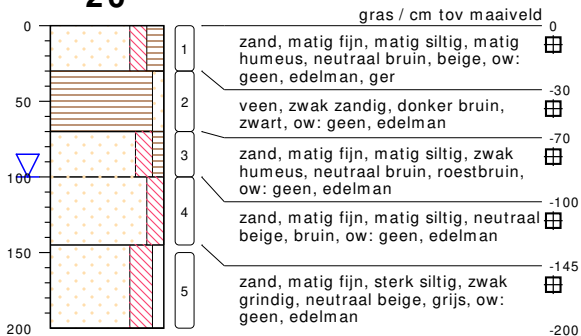 20
gras / cm tov maaiveld
0
0
1
zand, matig fijn, matig siltig, matig
humeus, neutraal bruin, beige, ow:
geen, edelman, ger
-30
50
2
veen, zwak zandig, donker bruin,
zwart, ow: geen, edelman
-70
3
zand, matig fijn, matig siltig, zwak
humeus, neutraal bruin, roestbruin,
ow: geen, edelman
100
-100
4
zand, matig fijn, matig siltig, neutraal
beige, bruin, ow: geen, edelman
150
-145
5
zand, matig fijn, sterk siltig, zwak
grindig, neutraal beige, grijs, ow:
geen, edelman
200
-200